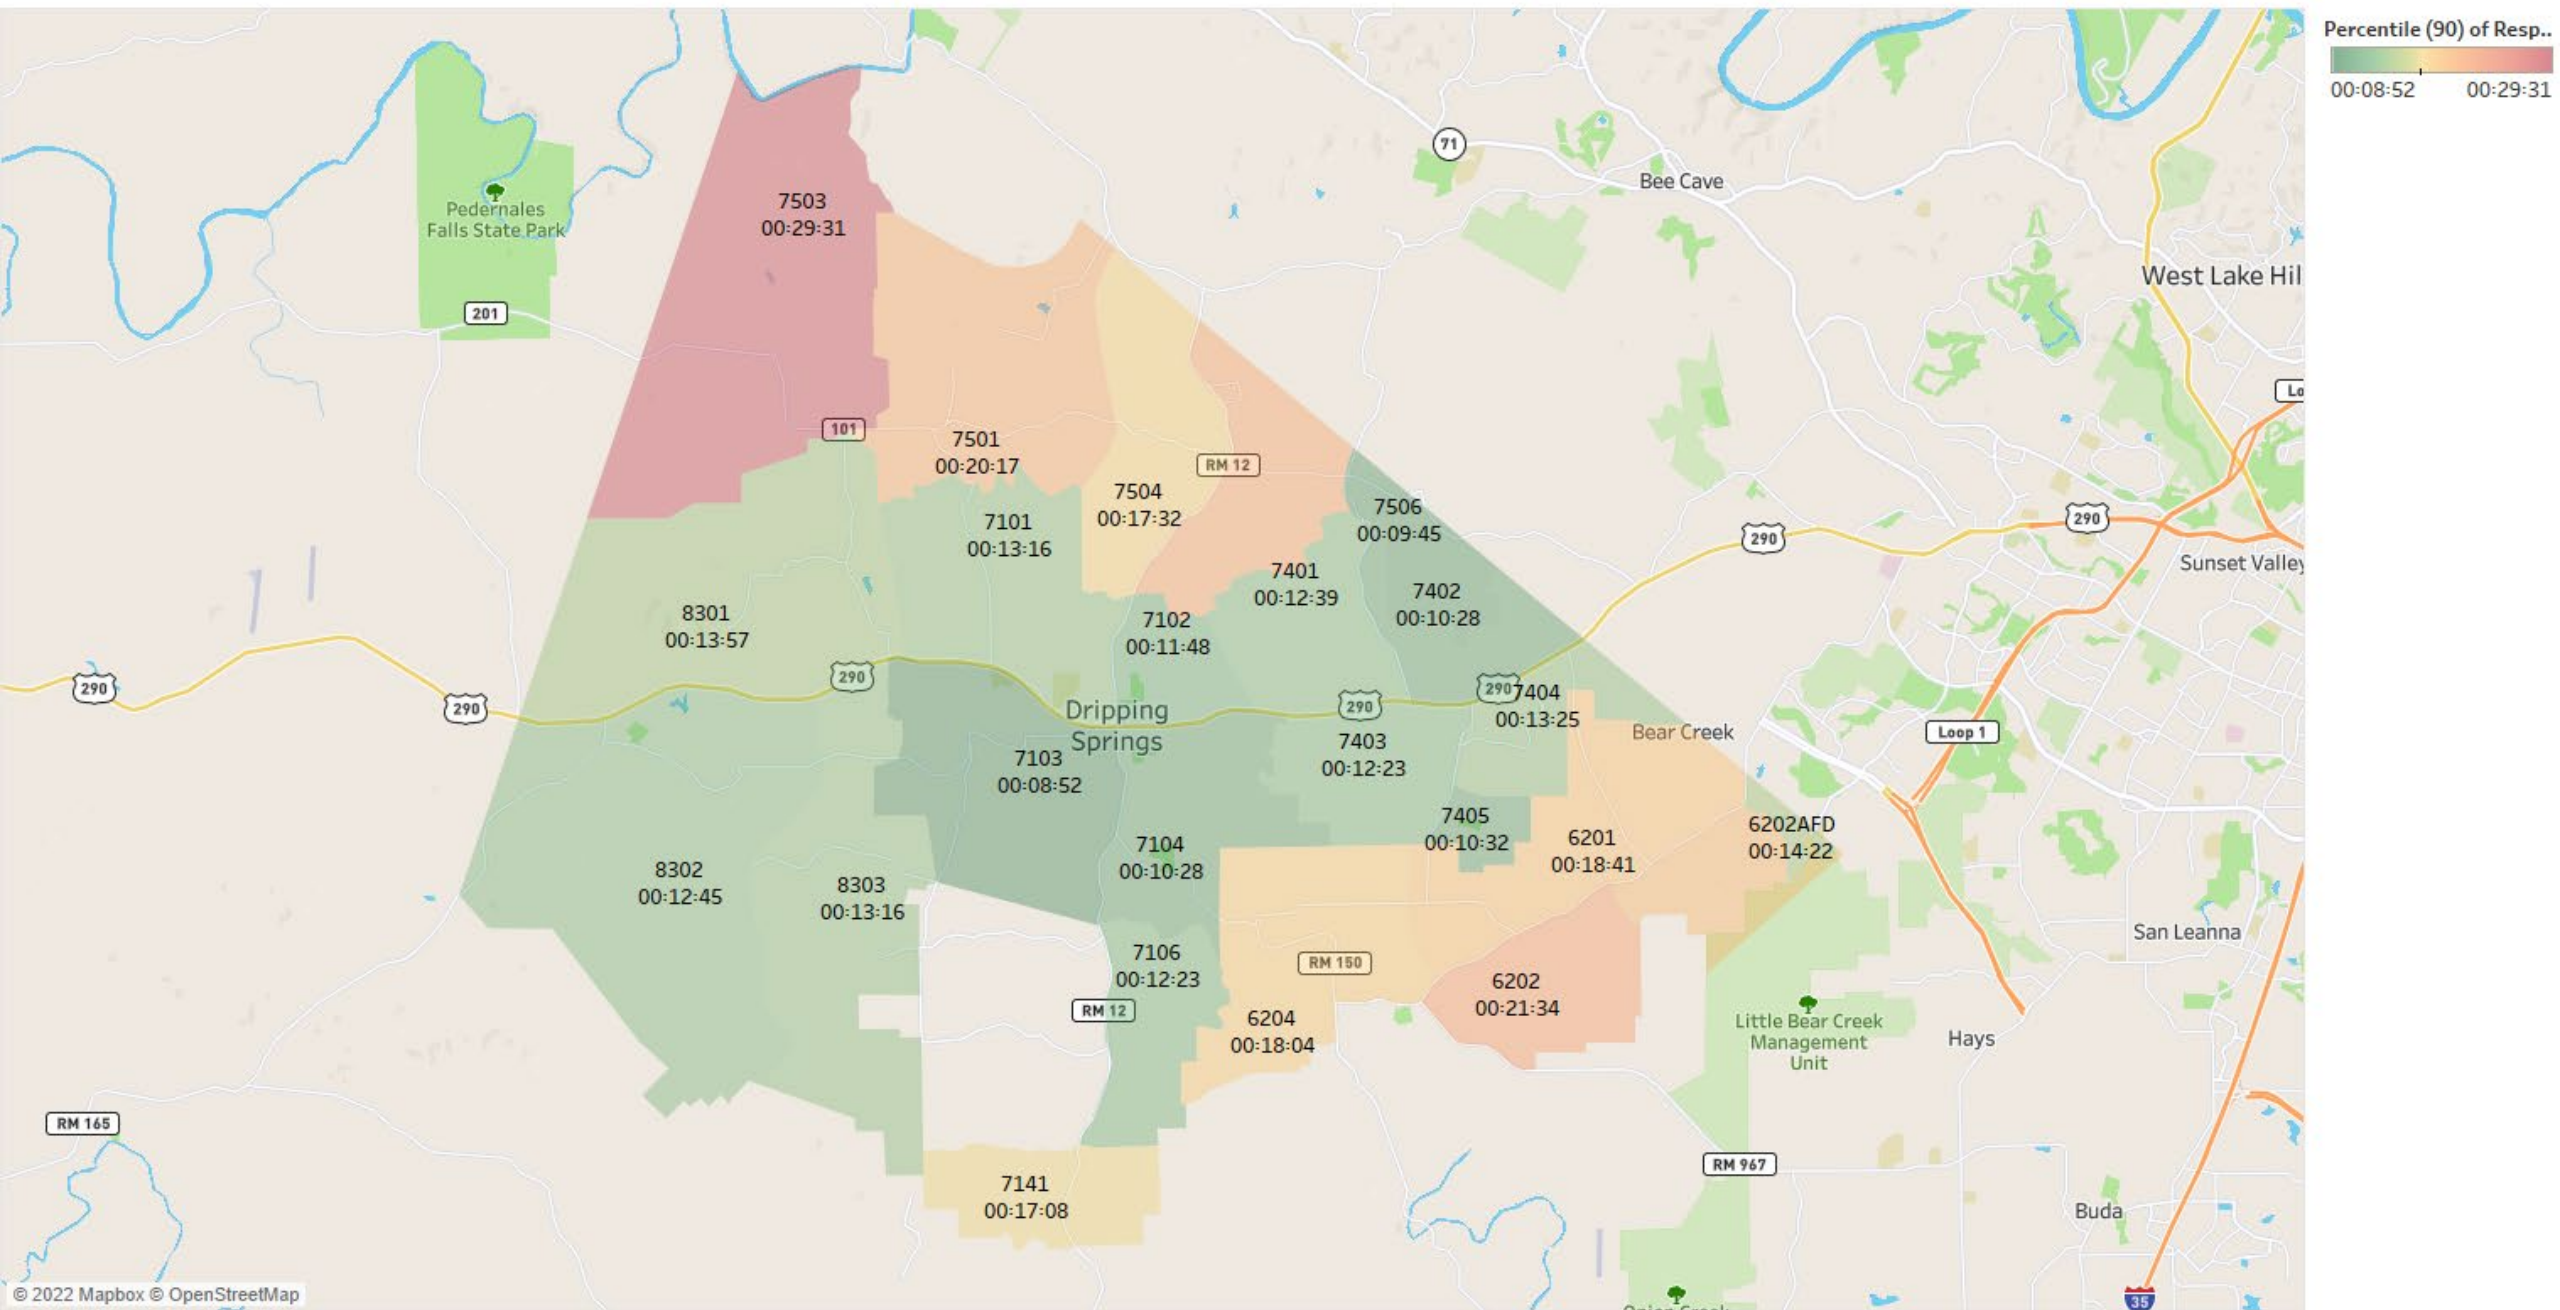 Percentile (90) of Resp..
00:08:52
00:29:31
71
Bee Cave
7503
00:29:31
Pedernales
Falls State Park
West Lake Hil
201
Lo
101
7501
00:20:17
RM 12
7504
00:17:32
7506
00:09:45
7101
00:13:16
290
290
Sunset Valley
7401
00:12:39
7402
00:10:28
8301
00:13:57
7102
00:11:48
290
290
290
290
290
7404
00:13:25
Dripping
Springs
Bear Creek
Loop 1
7403
00:12:23
7103
00:08:52
7405
00:10:32
6201
00:18:41
6202AFD
00:14:22
7104
00:10:28
8302
00:12:45
8303
00:13:16
San Leanna
7106
00:12:23
RM 150
6202
00:21:34
RM 12
6204
00:18:04
Little Bear Creek
Management
Unit
Hays
RM 165
RM 967
7141
00:17:08
Buda
© 2022 Mapbox © OpenStreetMap
35